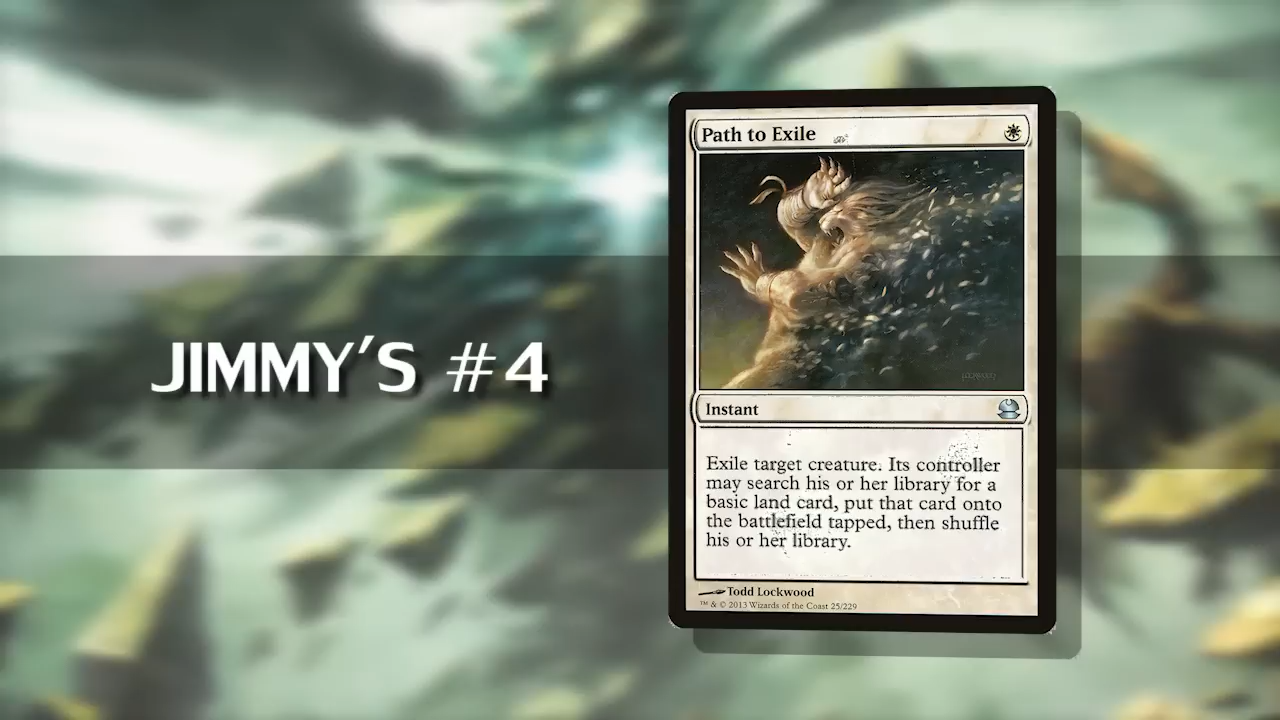 JIMMY'S #4
Path to Exile
Instant
Exile target creature. Its controller
may search his or her library for a
basic land card, put that card onto
the battlefield tapped, then shuffle
his or her library.
Todd Lockwood
™ & © 2013 Wizards of the Coast 25/229